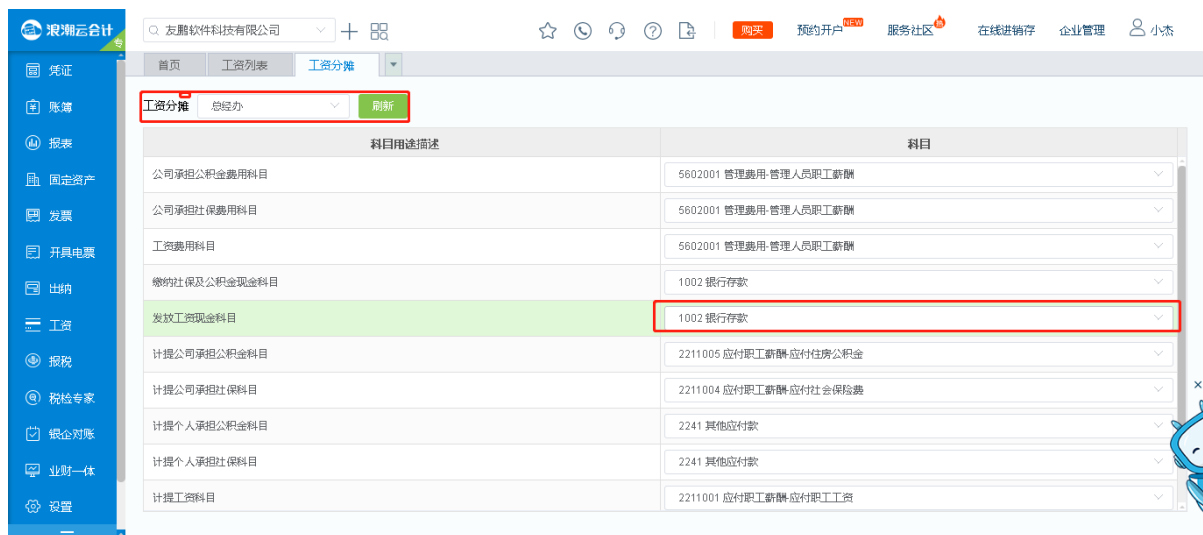 浪潮云会计
专
友鹏软件科技有限公司
购买 预约开户 NEW 服务社区 热 在线进销存 企业管理 小杰
首页 工资列表 工资分摊
凭证
账簿
报表
固定资产
发票
开具电票
出纳
工资
报税
税检专家
银企对账
业财一体
设置
工资分摊 总经办 刷新
科目用途描述 科目
公司承担公积金费用科目 5602001 管理费用-管理人员职工薪酬
公司承担社保费用科目 5602001 管理费用-管理人员职工薪酬
工资费用科目 5602001 管理费用-管理人员职工薪酬
缴纳社保及公积金现金科目 1002 银行存款
发放工资现金科目 1002 银行存款
计提公司承担公积金科目 2211005 应付职工薪酬-应付住房公积金
计提公司承担社保科目 2211004 应付职工薪酬-应付社会保险费
计提个人承担公积金科目 2241 其他应付款
计提个人承担社保科目 2241 其他应付款
计提工资科目 2211001 应付职工薪酬-应付职工工资